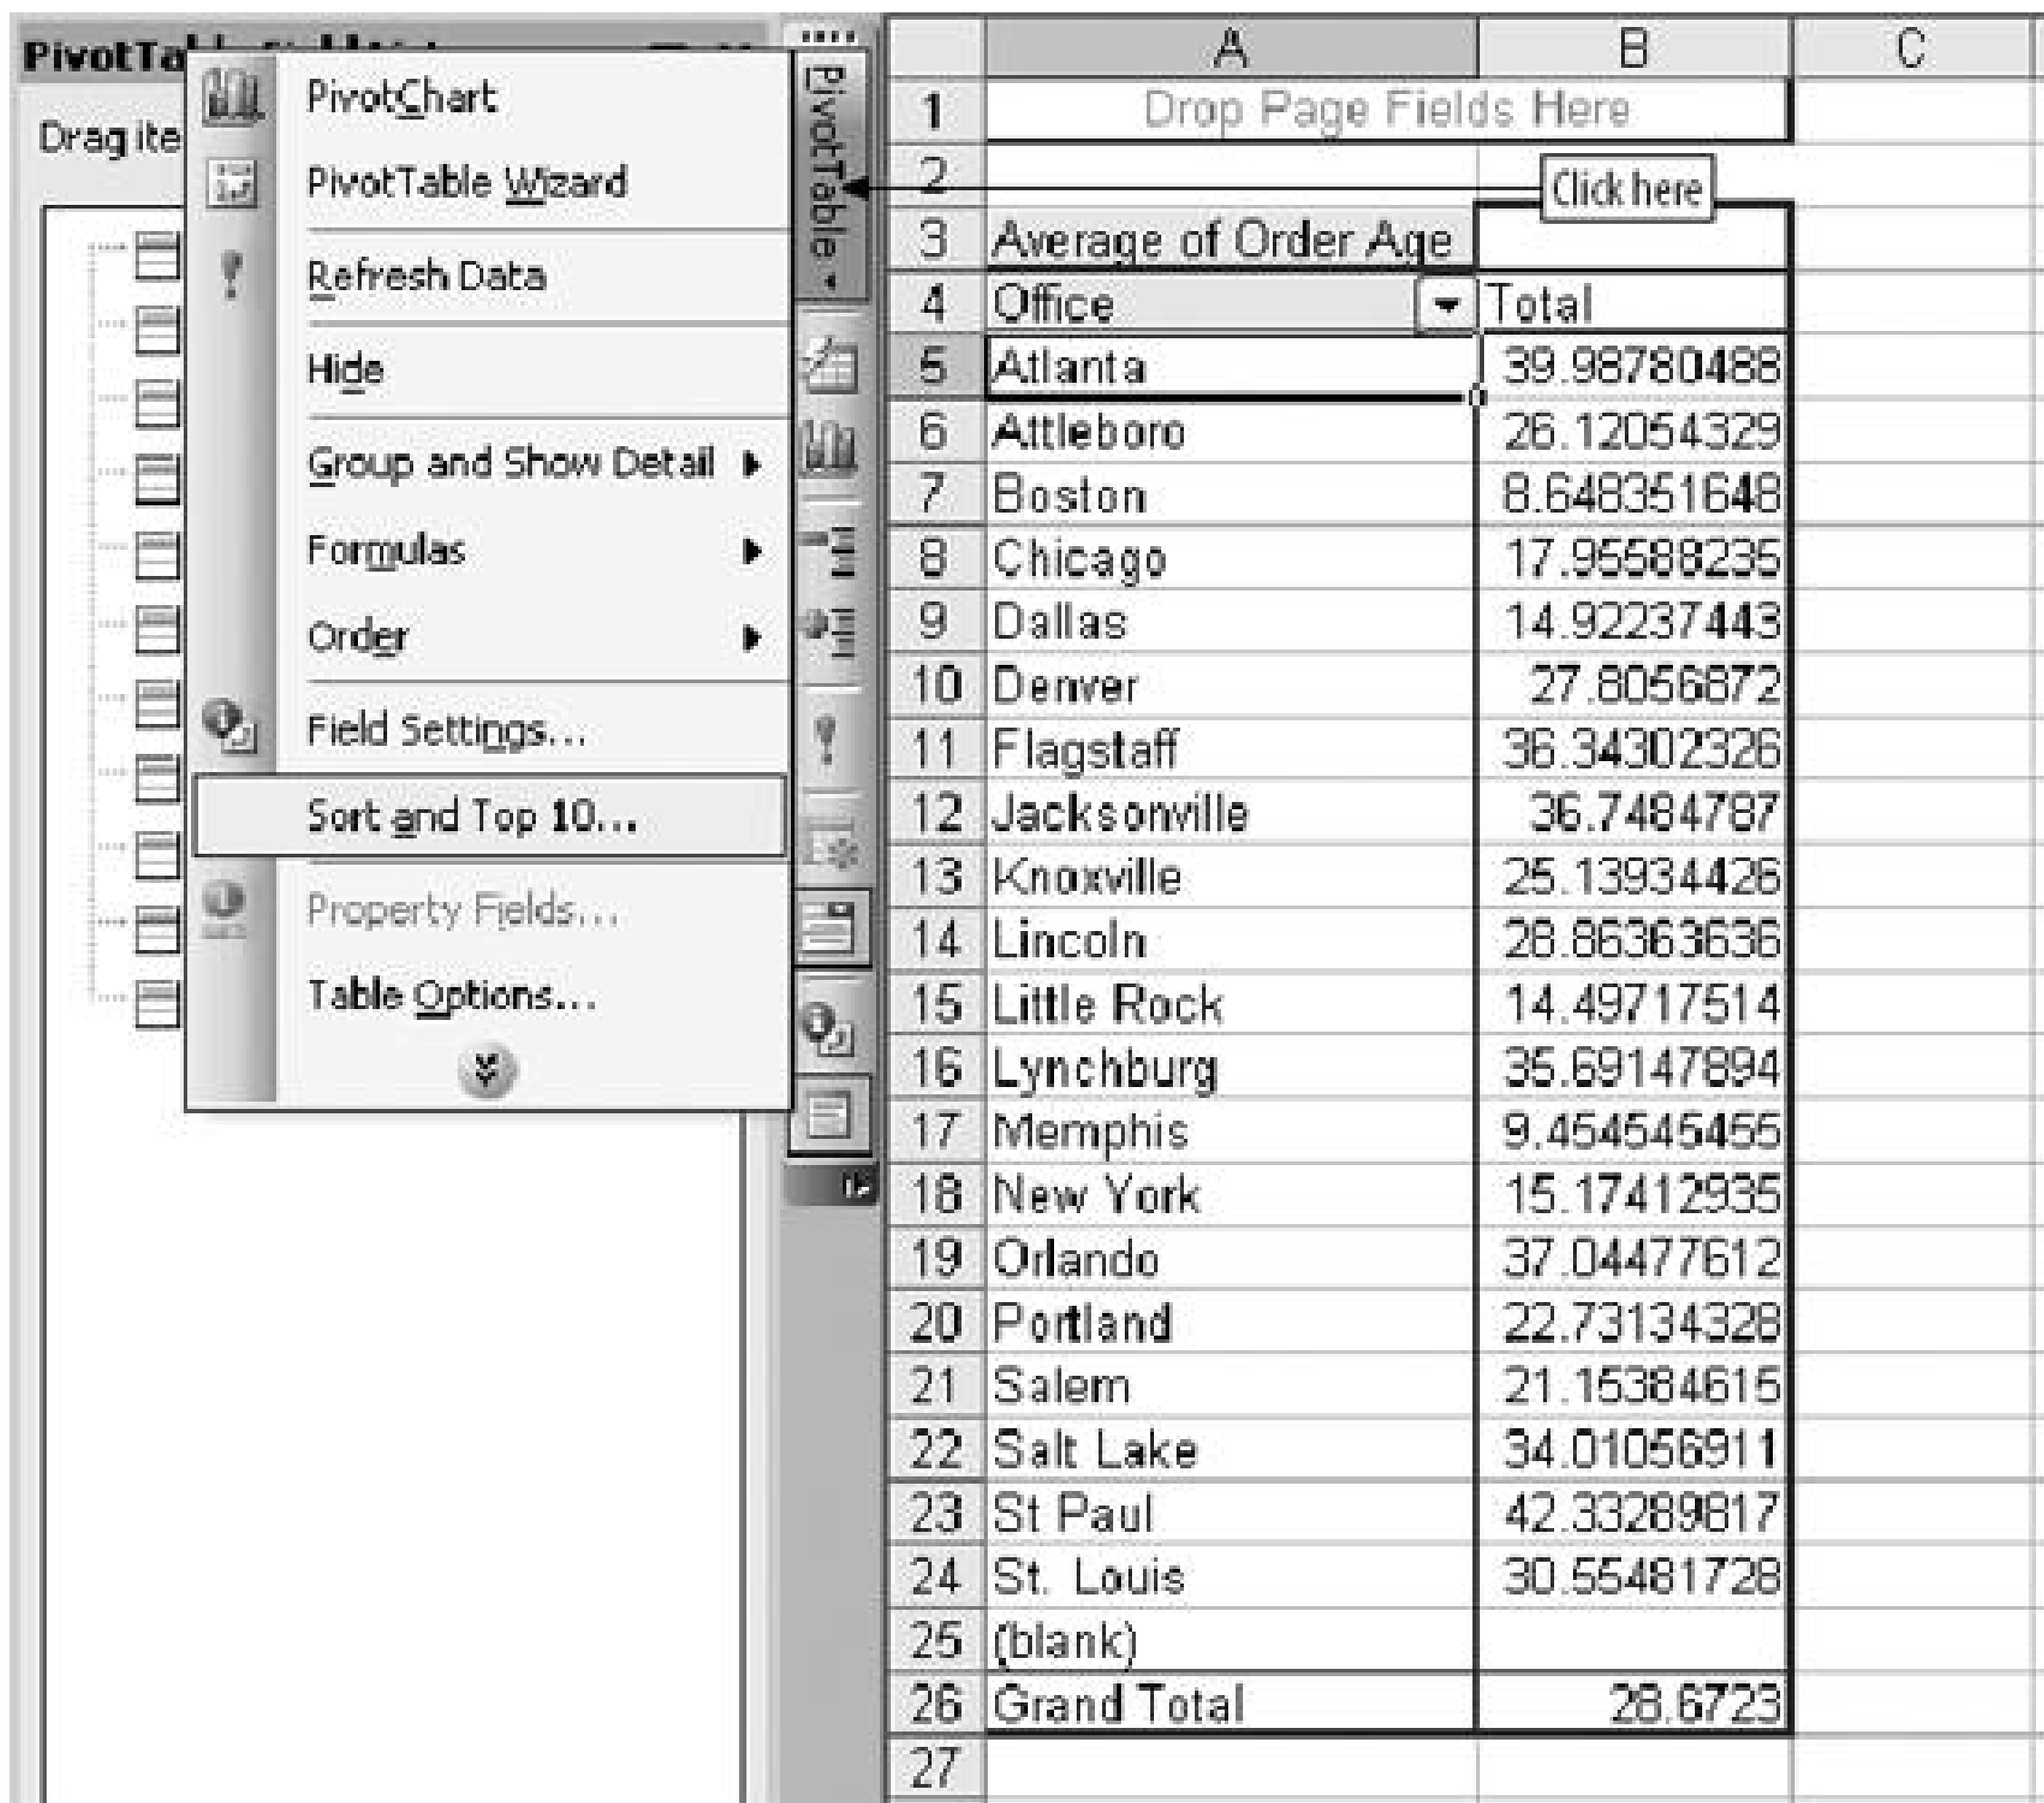 PivotTa
Drag ite
PivotChart
PivotTable Wizard
Refresh Data
Hide
Group and Show Detail
Formulas
Order
Field Settings...
Sort and Top 10...
Property Fields...
Table Options...
PivotTable
A B C
1 Drop Page Fields Here
2 Click here
3 Average of Order Age
4 Office Total
5 Atlanta 39.98780488
6 Attleboro 26.12054329
7 Boston 8.648351648
8 Chicago 17.95588235
9 Dallas 14.92237443
10 Denver 27.8056872
11 Flagstaff 36.34302326
12 Jacksonville 36.7484787
13 Knoxville 25.13934426
14 Lincoln 28.86363636
15 Little Rock 14.49717514
16 Lynchburg 35.69147894
17 Memphis 9.454545455
18 New York 15.17412935
19 Orlando 37.04477612
20 Portland 22.73134328
21 Salem 21.15384615
22 Salt Lake 34.01056911
23 St Paul 42.33289817
24 St. Louis 30.55481728
25 (blank)
26 Grand Total 28.6723
27